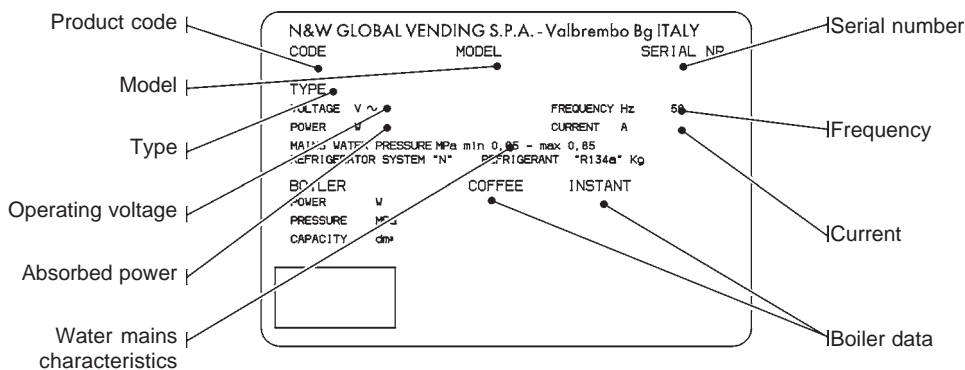 Product code
Model
Type
Operating voltage
Absorbed power
Water mains
characteristics
N&W GLOBAL VENDING S.P.A. - Valbrembo Bg ITALY
CODE MODEL SERIAL NR
TYPE
VOLTAGE V ~ FREQUENCY Hz 50
POWER W CURRENT A
MAINS WATER PRESSURE MPa min 0,05 - max 0,85
REFRIGERATOR SYSTEM "N" REFRIGERANT "R134a" Kg
BOILER COFFEE INSTANT
POWER W
PRESSURE MPa
CAPACITY dm³
Serial number
Frequency
Current
Boiler data